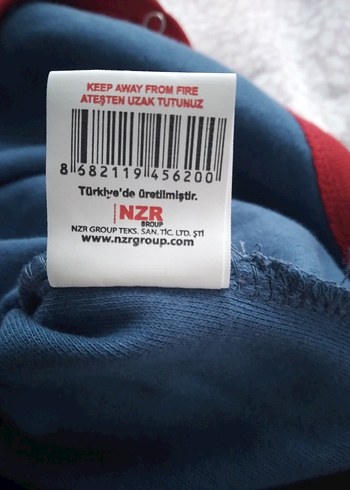 KEEP AWAY FROM FIRE
ATEŞTEN UZAK TUTUNUZ
8 682119 456200
Türkiye'de üretilmiştir.
NZR
GROUP
NZR GROUP TEKS. SAN. TİC. LTD. ŞTİ
www.nzrgroup.com